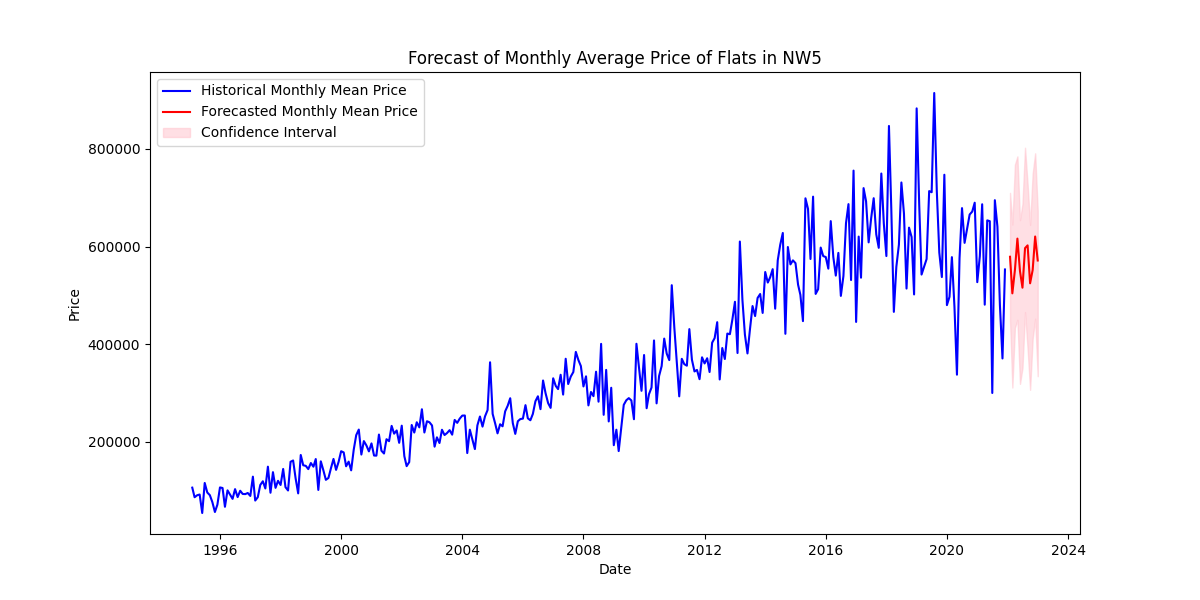 Forecast of Monthly Average Price of Flats in NW5
Historical Monthly Mean Price
Forecasted Monthly Mean Price
Confidence Interval
800000
600000
400000
200000
Price
1996 2000 2004 2008 2012 2016 2020 2024
Date